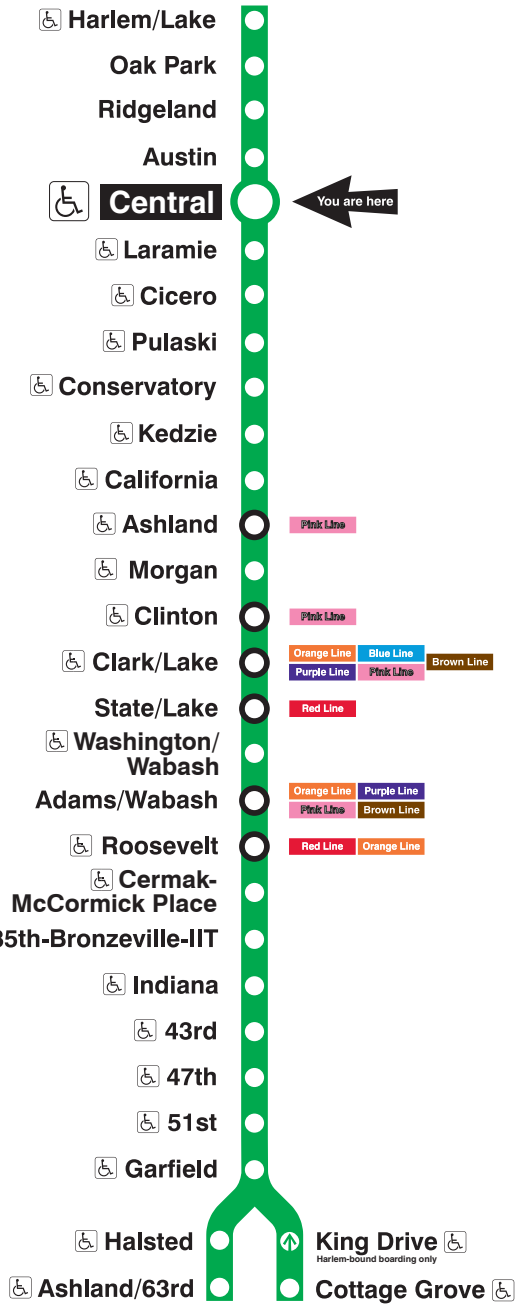 Harlem/Lake
Oak Park
Ridgeland
Austin
Central
You are here
Laramie
Cicero
Pulaski
Conservatory
Kedzie
California
Ashland
Pink Line
Morgan
Clinton
Pink Line
Clark/Lake
Orange Line Blue Line
Brown Line
Purple Line Pink Line
State/Lake
Red Line
Washington/
Wabash
Adams/Wabash
Orange Line Purple Line
Pink Line Brown Line
Roosevelt
Red Line Orange Line
Cermak-
McCormick Place
35th-Bronzeville-IIT
Indiana
43rd
47th
51st
Garfield
Halsted
King Drive
Harlem-bound boarding only
Ashland/63rd
Cottage Grove